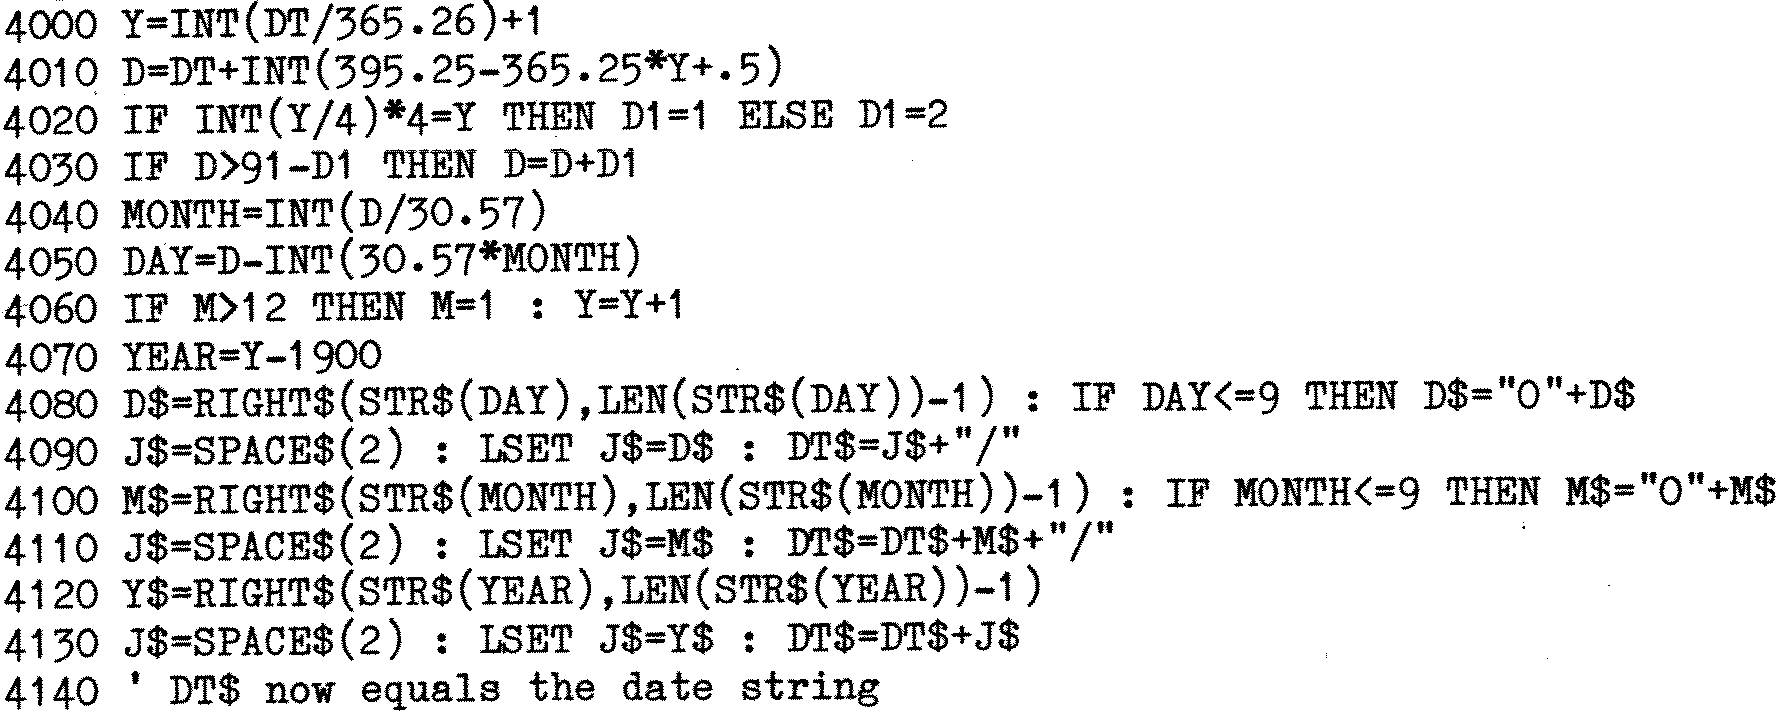 4000 Y=INT(DT/365.26)+1
4010 D=DT+INT(395.25-365.25*Y+.5)
4020 IF INT(Y/4)*4=Y THEN D1=1 ELSE D1=2
4030 IF D>91-D1 THEN D=D+D1
4040 MONTH=INT(D/30.57)
4050 DAY=D-INT(30.57*MONTH)
4060 IF M>12 THEN M=1 : Y=Y+1
4070 YEAR=Y-1900
4080 D$=RIGHT$(STR$(DAY),LEN(STR$(DAY))-1) : IF DAY<=9 THEN D$="0"+D$
4090 J$=SPACE$(2) : LSET J$=D$ : DT$=J$+"/"
4100 M$=RIGHT$(STR$(MONTH),LEN(STR$(MONTH))-1) : IF MONTH<=9 THEN M$="0"+M$
4110 J$=SPACE$(2) : LSET J$=M$ : DT$=DT$+M$+"/"
4120 Y$=RIGHT$(STR$(YEAR),LEN(STR$(YEAR))-1)
4130 J$=SPACE$(2) : LSET J$=Y$ : DT$=DT$+J$
4140 ' DT$ now equals the date string